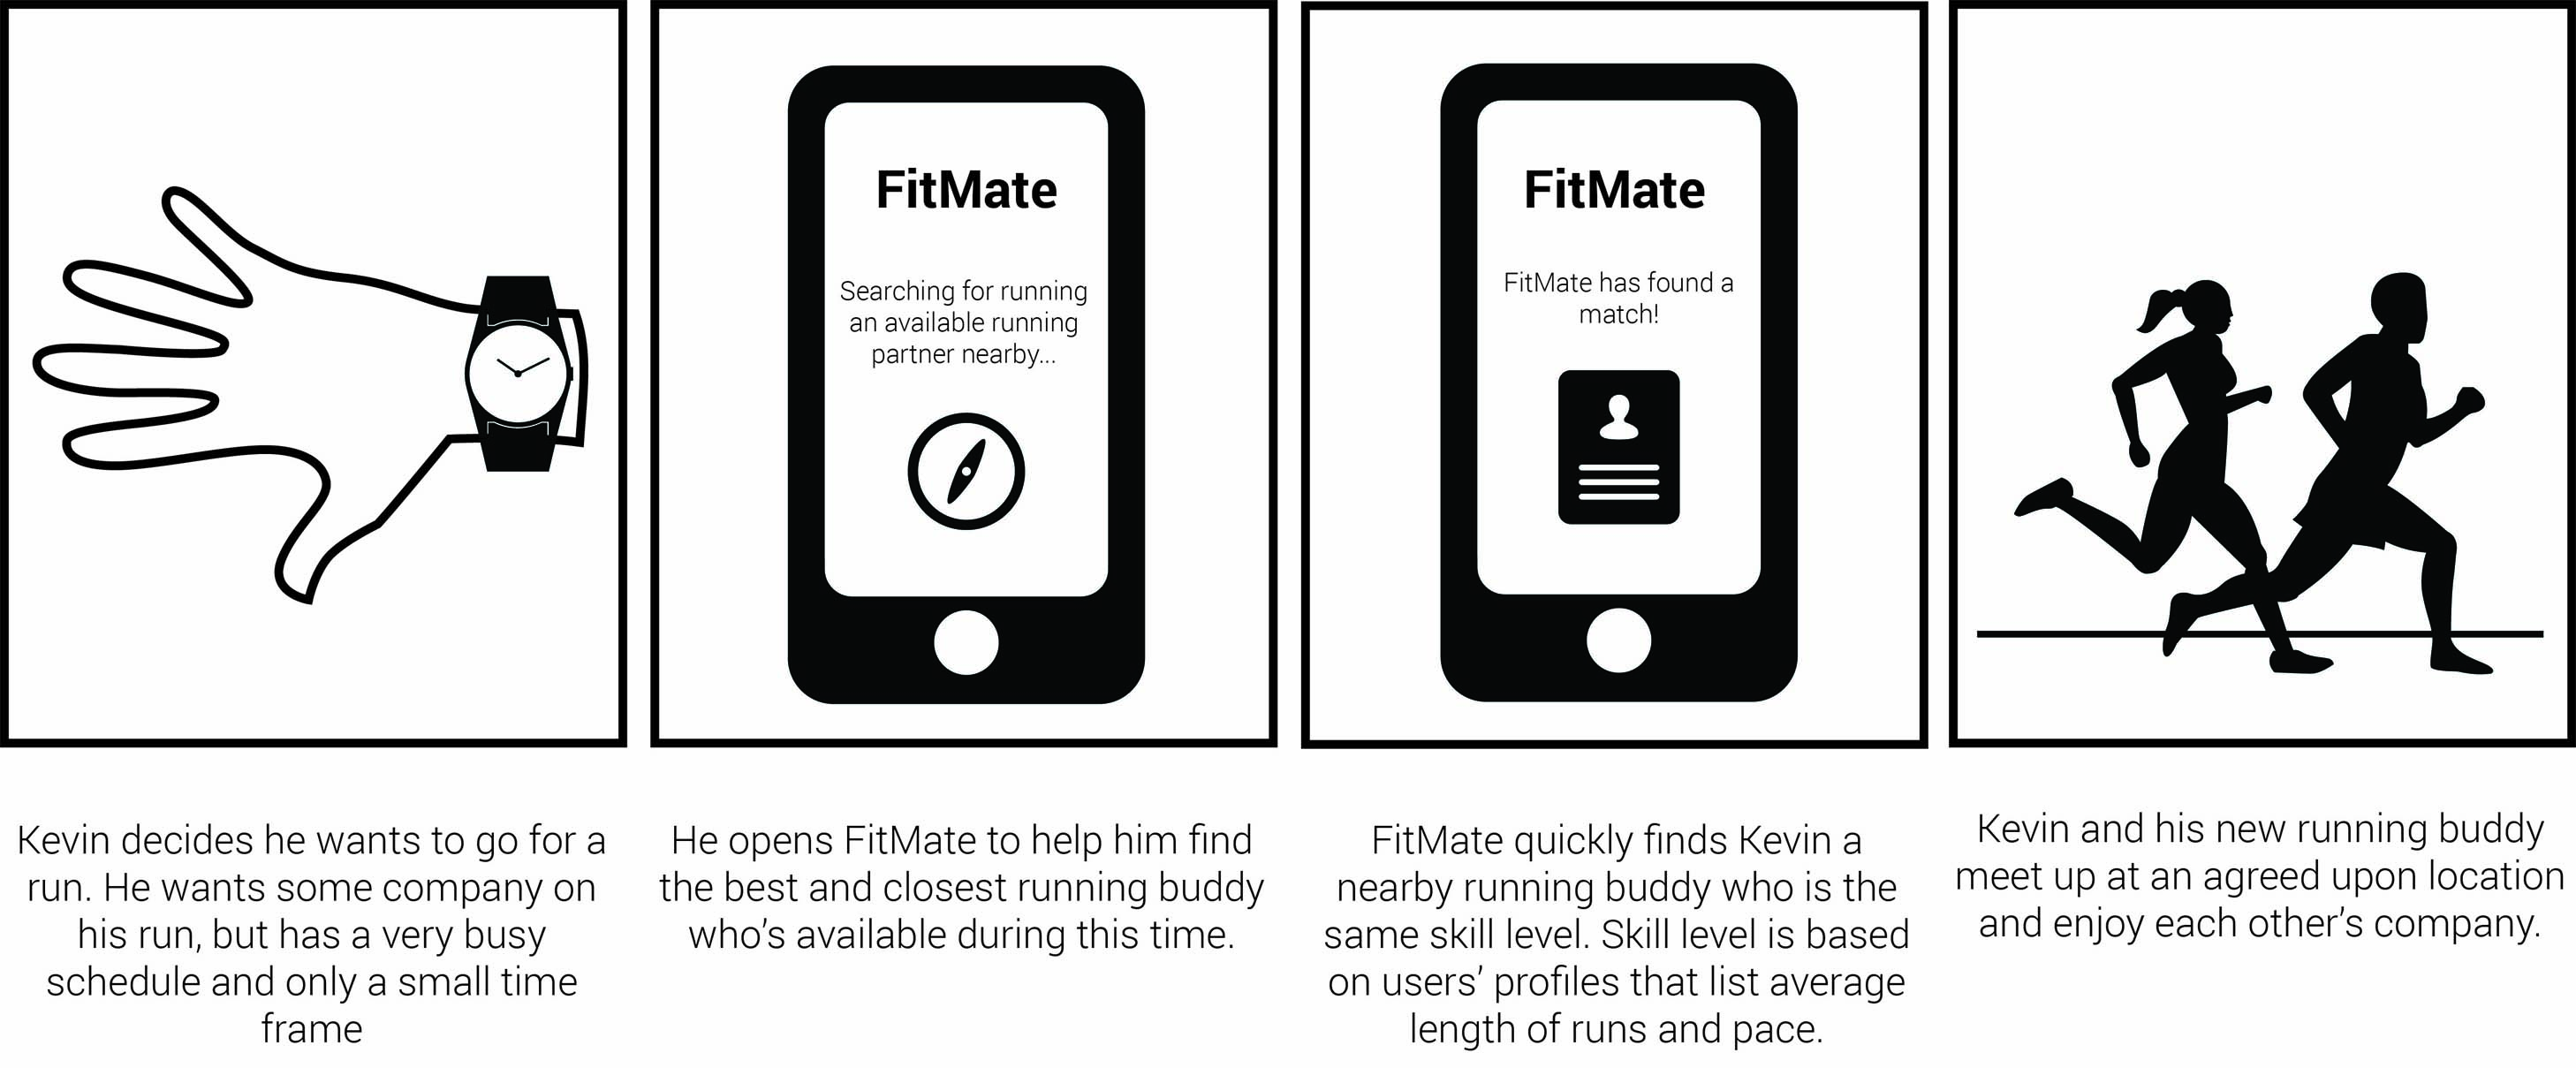 FitMate
Searching for running
an available running
partner nearby...
FitMate
FitMate has found a
match!
Kevin decides he wants to go for a
run. He wants some company on
his run, but has a very busy
schedule and only a small time
frame
He opens FitMate to help him find
the best and closest running buddy
who’s available during this time.
FitMate quickly finds Kevin a
nearby running buddy who is the
same skill level. Skill level is based
on users’ profiles that list average
length of runs and pace.
Kevin and his new running buddy
meet up at an agreed upon location
and enjoy each other’s company.